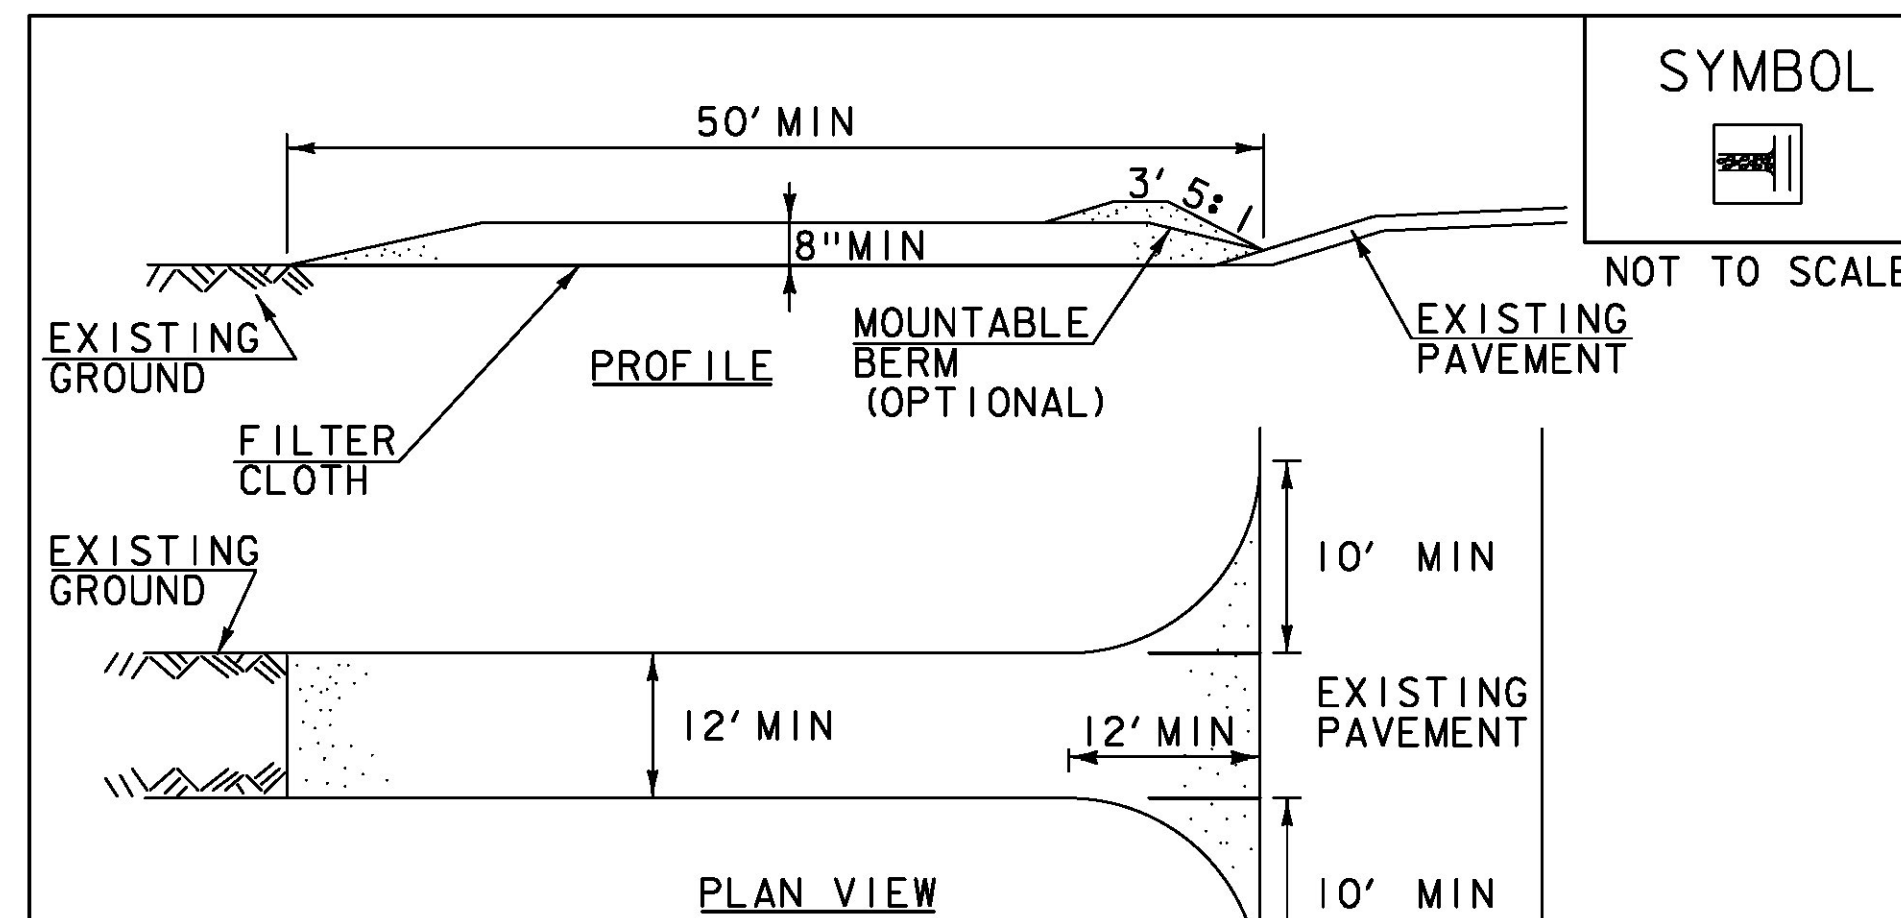 SYMBOL
50' MIN
3' 5:1
8" MIN
NOT TO SCALE
EXISTING
GROUND
PROFILE
MOUNTABLE
BERM
(OPTIONAL)
EXISTING
PAVEMENT
FILTER
CLOTH
EXISTING
GROUND
10' MIN
12' MIN
12' MIN
EXISTING
PAVEMENT
PLAN VIEW
10' MIN